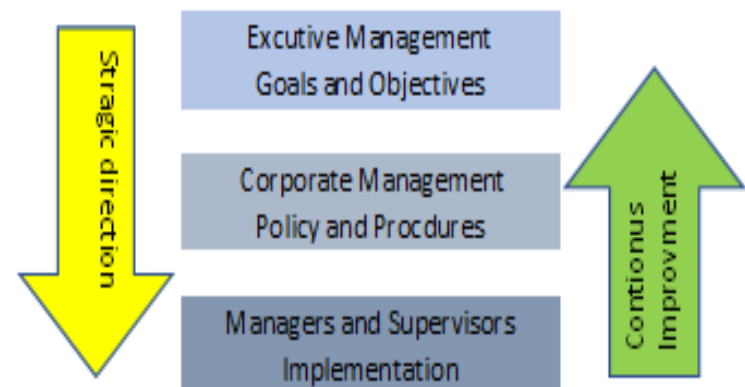 Stragic direction
Excutive Management
Goals and Objectives
Corporate Management
Policy and Procdures
Managers and Supervisors
Implementation
Contionus
Improvment